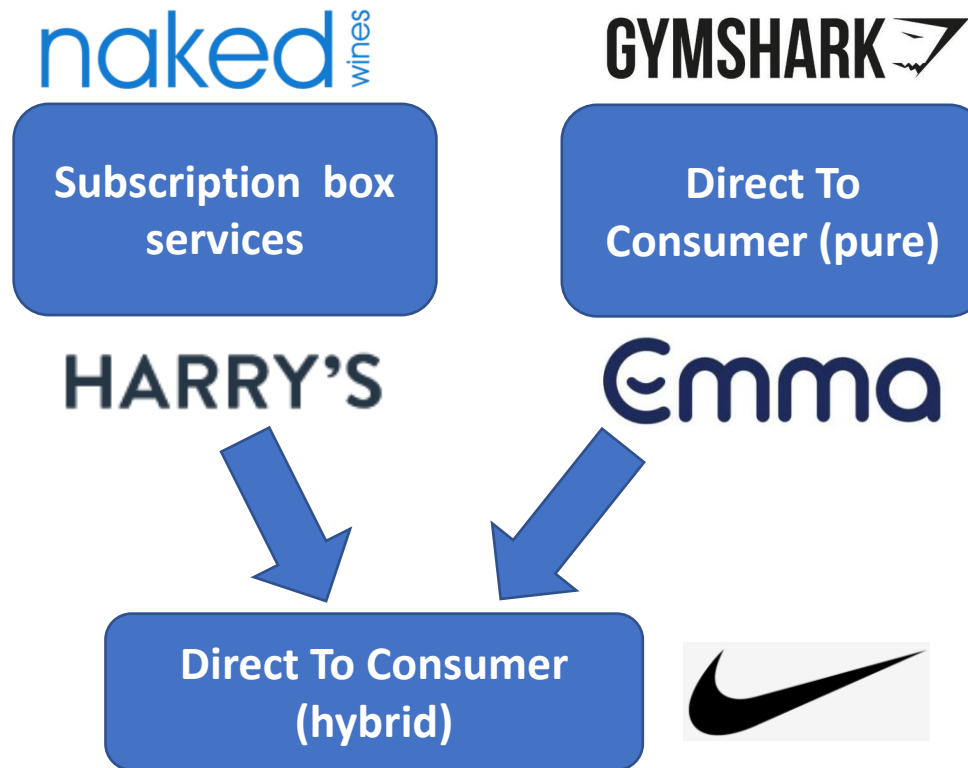 naked wines
GYMSHARK
Subscription box
services
Direct To
Consumer (pure)
HARRY'S
Emma
Direct To Consumer
(hybrid)